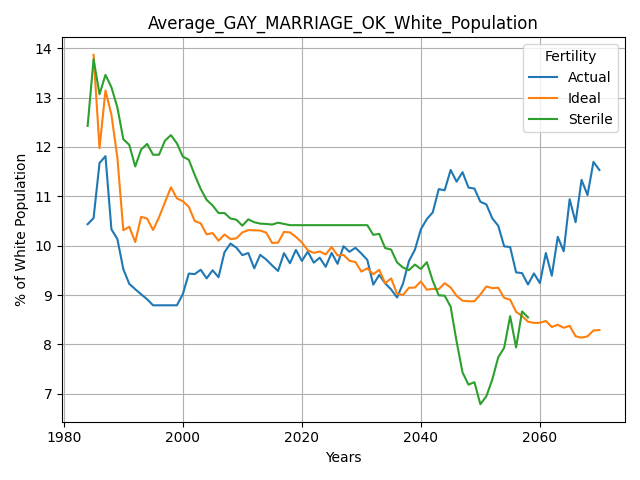 Average_GAY_MARRIAGE_OK_White_Population
Fertility
Actual
Ideal
Sterile
% of White Population
14
13
12
11
10
9
8
7
1980
2000
2020
2040
2060
Years